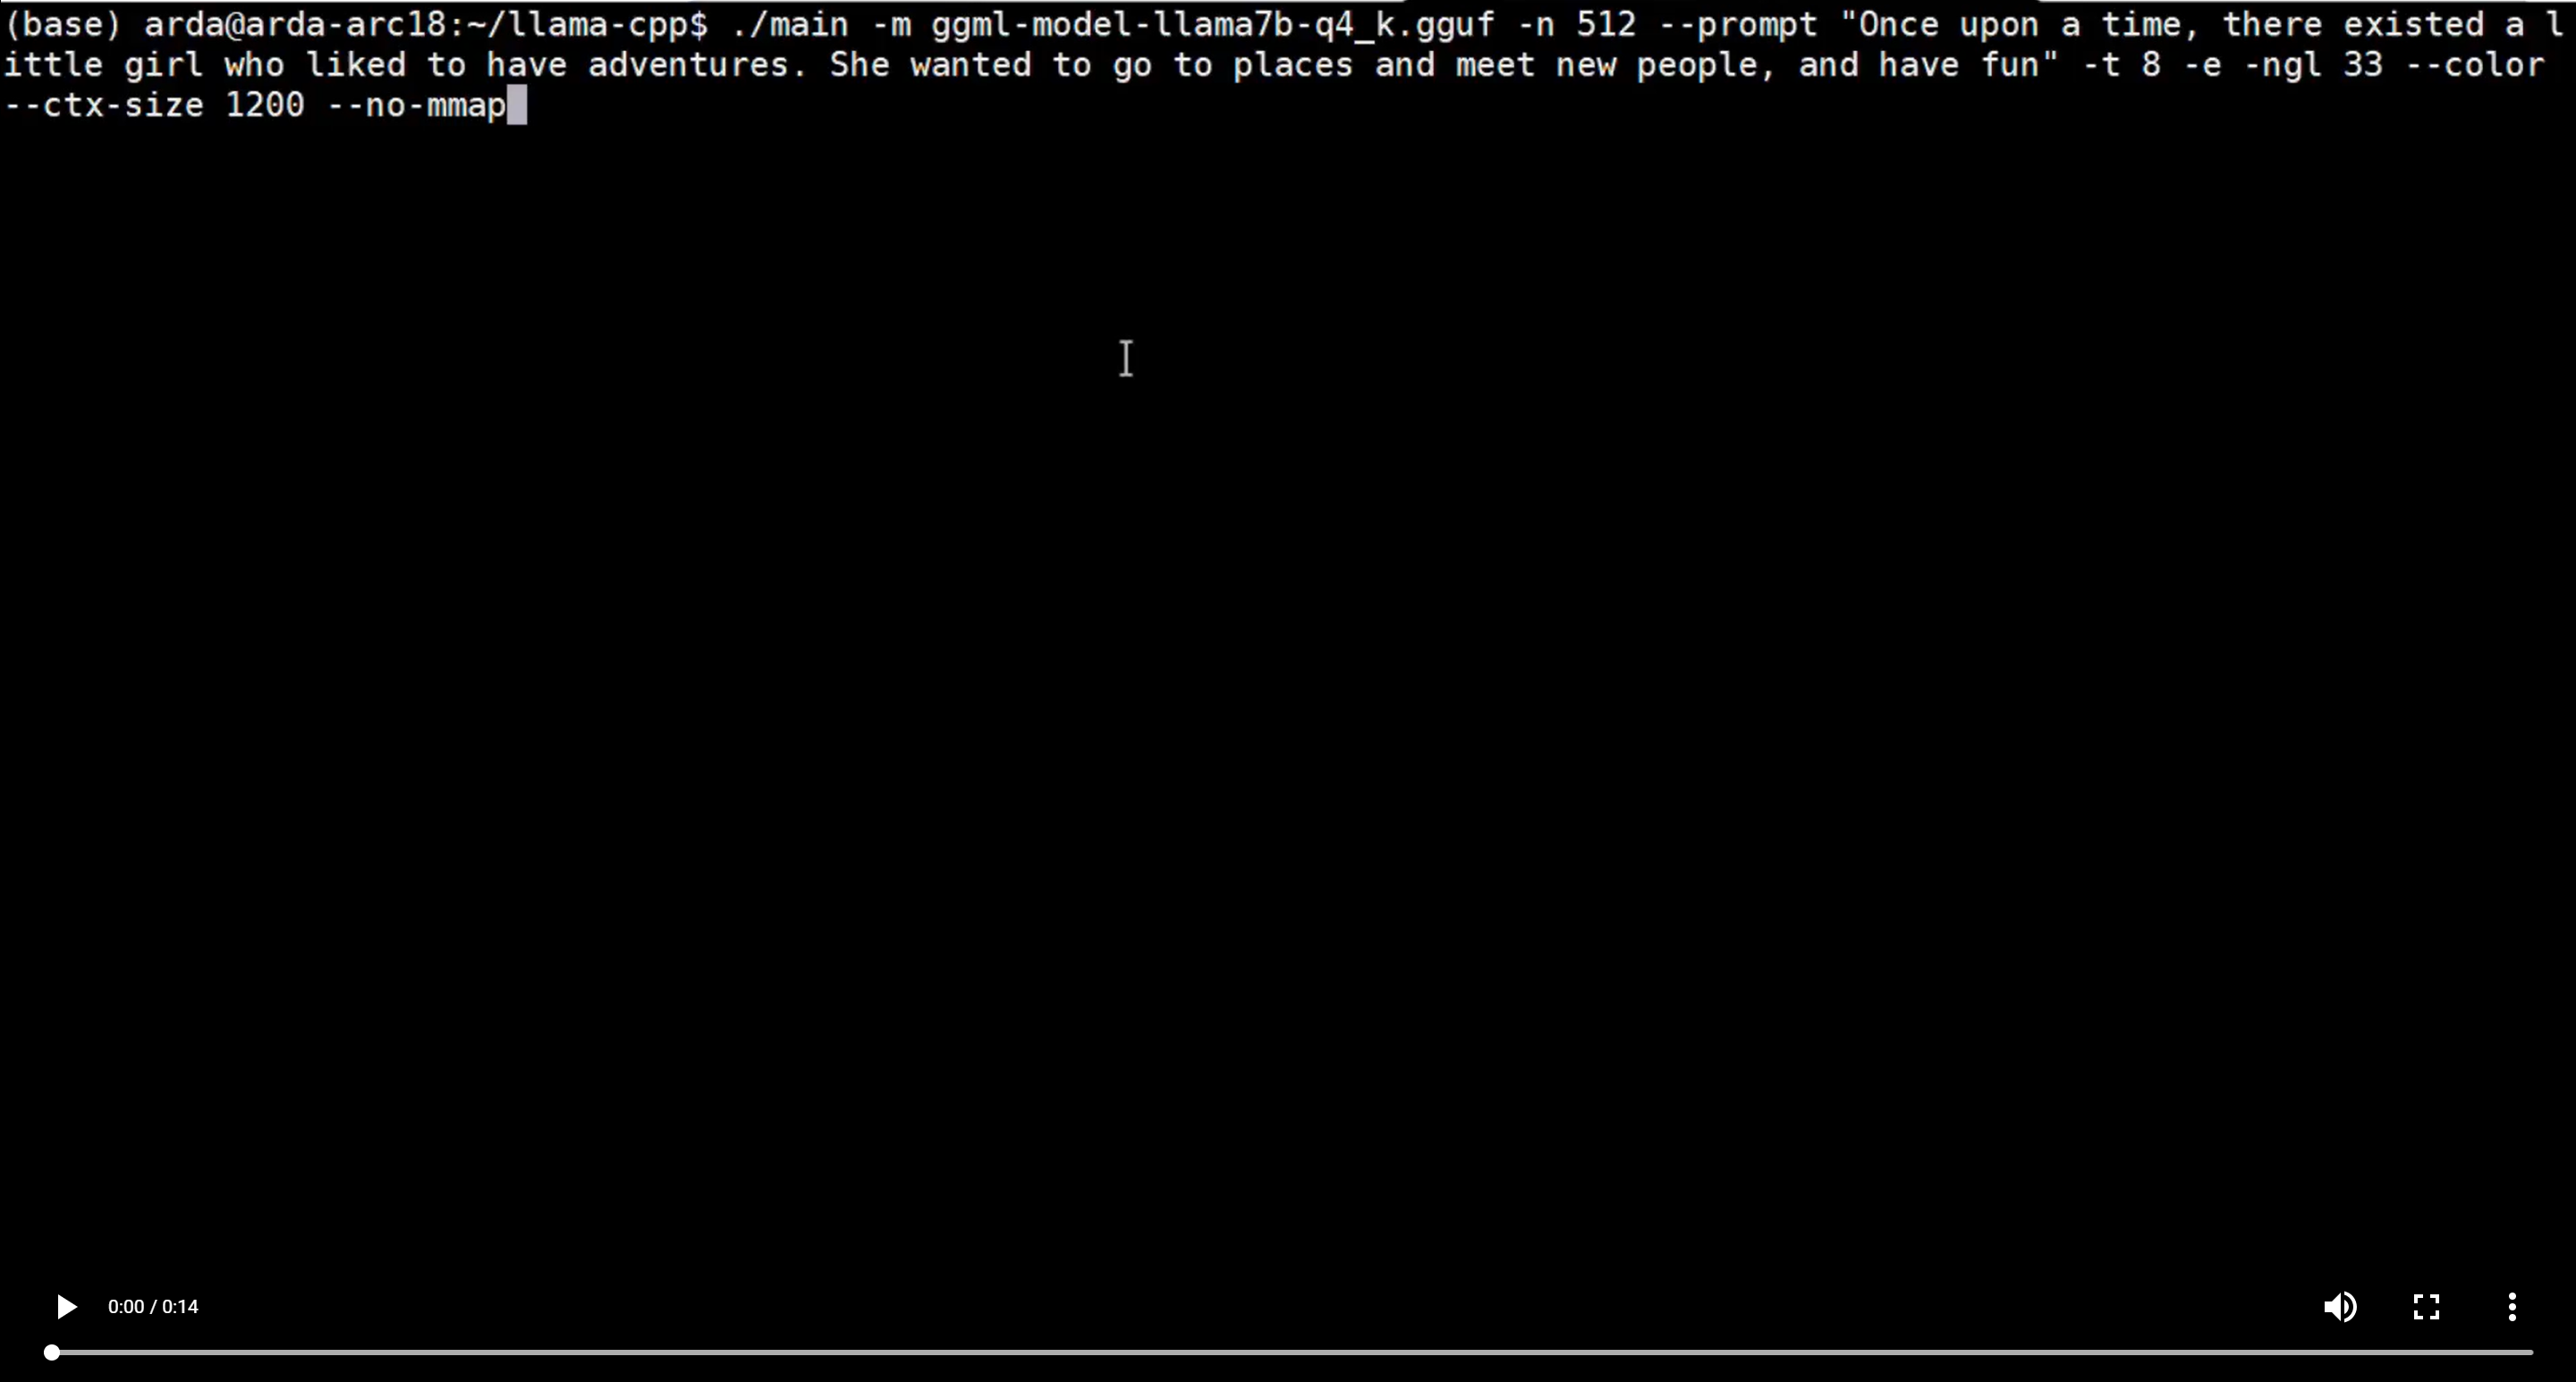 (base) arda@arda-arc18:~/llama-cpp$ ./main -m ggml-model-llama7b-q4_k.gguf -n 512 --prompt "Once upon a time, there existed a l
ittle girl who liked to have adventures. She wanted to go to places and meet new people, and have fun" -t 8 -e -ngl 33 --color
--ctx-size 1200 --no-mmap
0:00 / 0:14